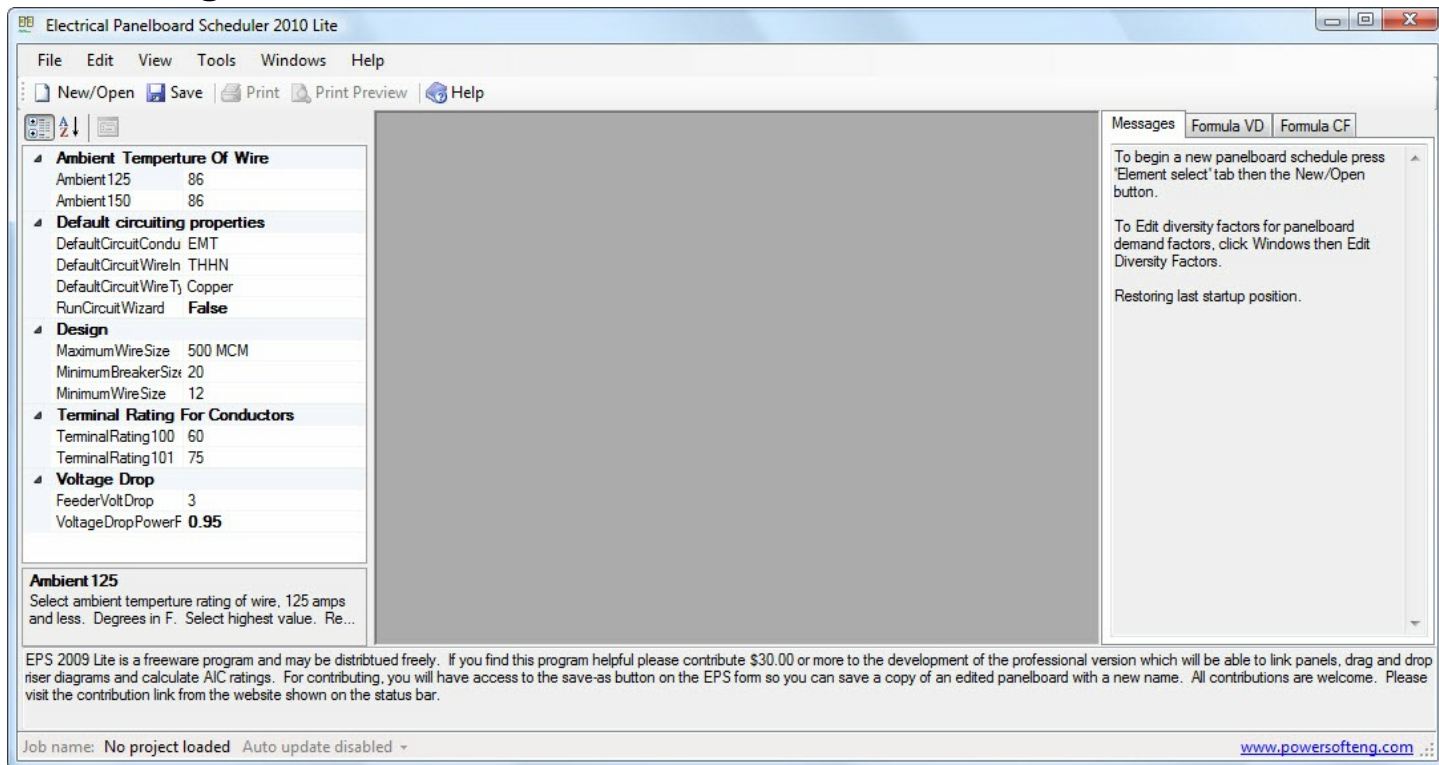 Electrical Panelboard Scheduler 2010 Lite
File Edit View Tools Windows Help
New/Open Save Print Print Preview Help
Ambient Temperture Of Wire
Ambient125 86
Ambient150 86
Default circuiting properties
DefaultCircuitCondu EMT
DefaultCircuitWireIn THHN
DefaultCircuitWireTy Copper
RunCircuitWizard False
Design
MaximumWireSize 500 MCM
MinimumBreakerSize 20
MinimumWireSize 12
Terminal Rating For Conductors
TerminalRating100 60
TerminalRating101 75
Voltage Drop
FeederVoltDrop 3
VoltageDropPowerF 0.95
Ambient125
Select ambient temperture rating of wire, 125 amps
and less. Degrees in F. Select highest value. Re...
Messages Formula VD Formula CF
To begin a new panelboard schedule press
'Element select' tab then the New/Open
button.
To Edit diversity factors for panelboard
demand factors, click Windows then Edit
Diversity Factors.
Restoring last startup position.
EPS 2009 Lite is a freeware program and may be distribtued freely. If you find this program helpful please contribute $30.00 or more to the development of the professional version which will be able to link panels, drag and drop
riser diagrams and calculate AIC ratings. For contributing, you will have access to the save-as button on the EPS form so you can save a copy of an edited panelboard with a new name. All contributions are welcome. Please
visit the contribution link from the website shown on the status bar.
Job name: No project loaded Auto update disabled
www.powersofteng.com